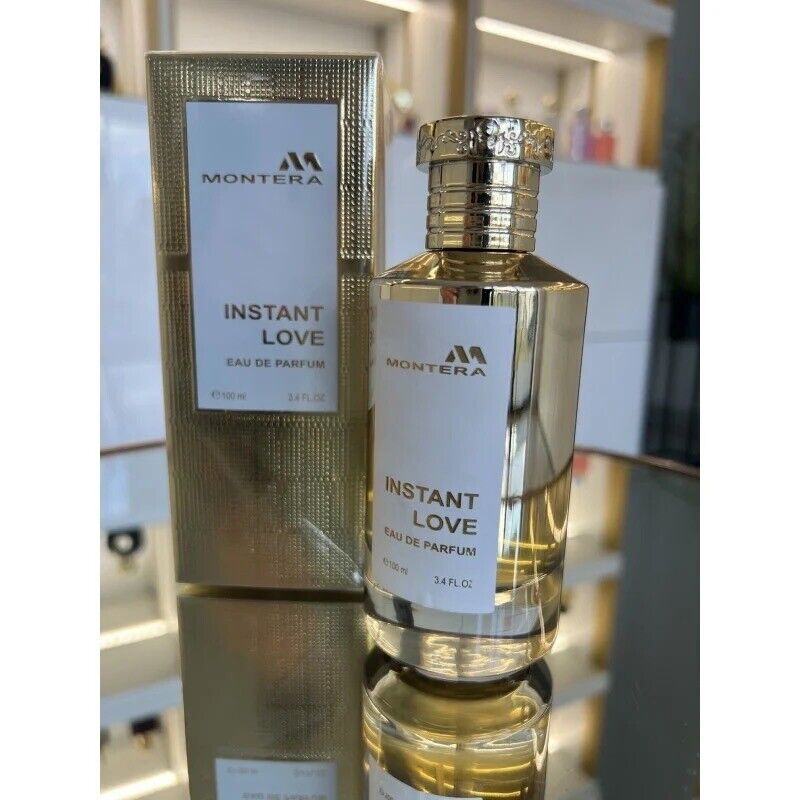 MONTERA
INSTANT
LOVE
EAU DE PARFUM
℮100 ml 3.4 FL.OZ
MONTERA
INSTANT
LOVE
EAU DE PARFUM
℮100 ml 3.4 FL.OZ